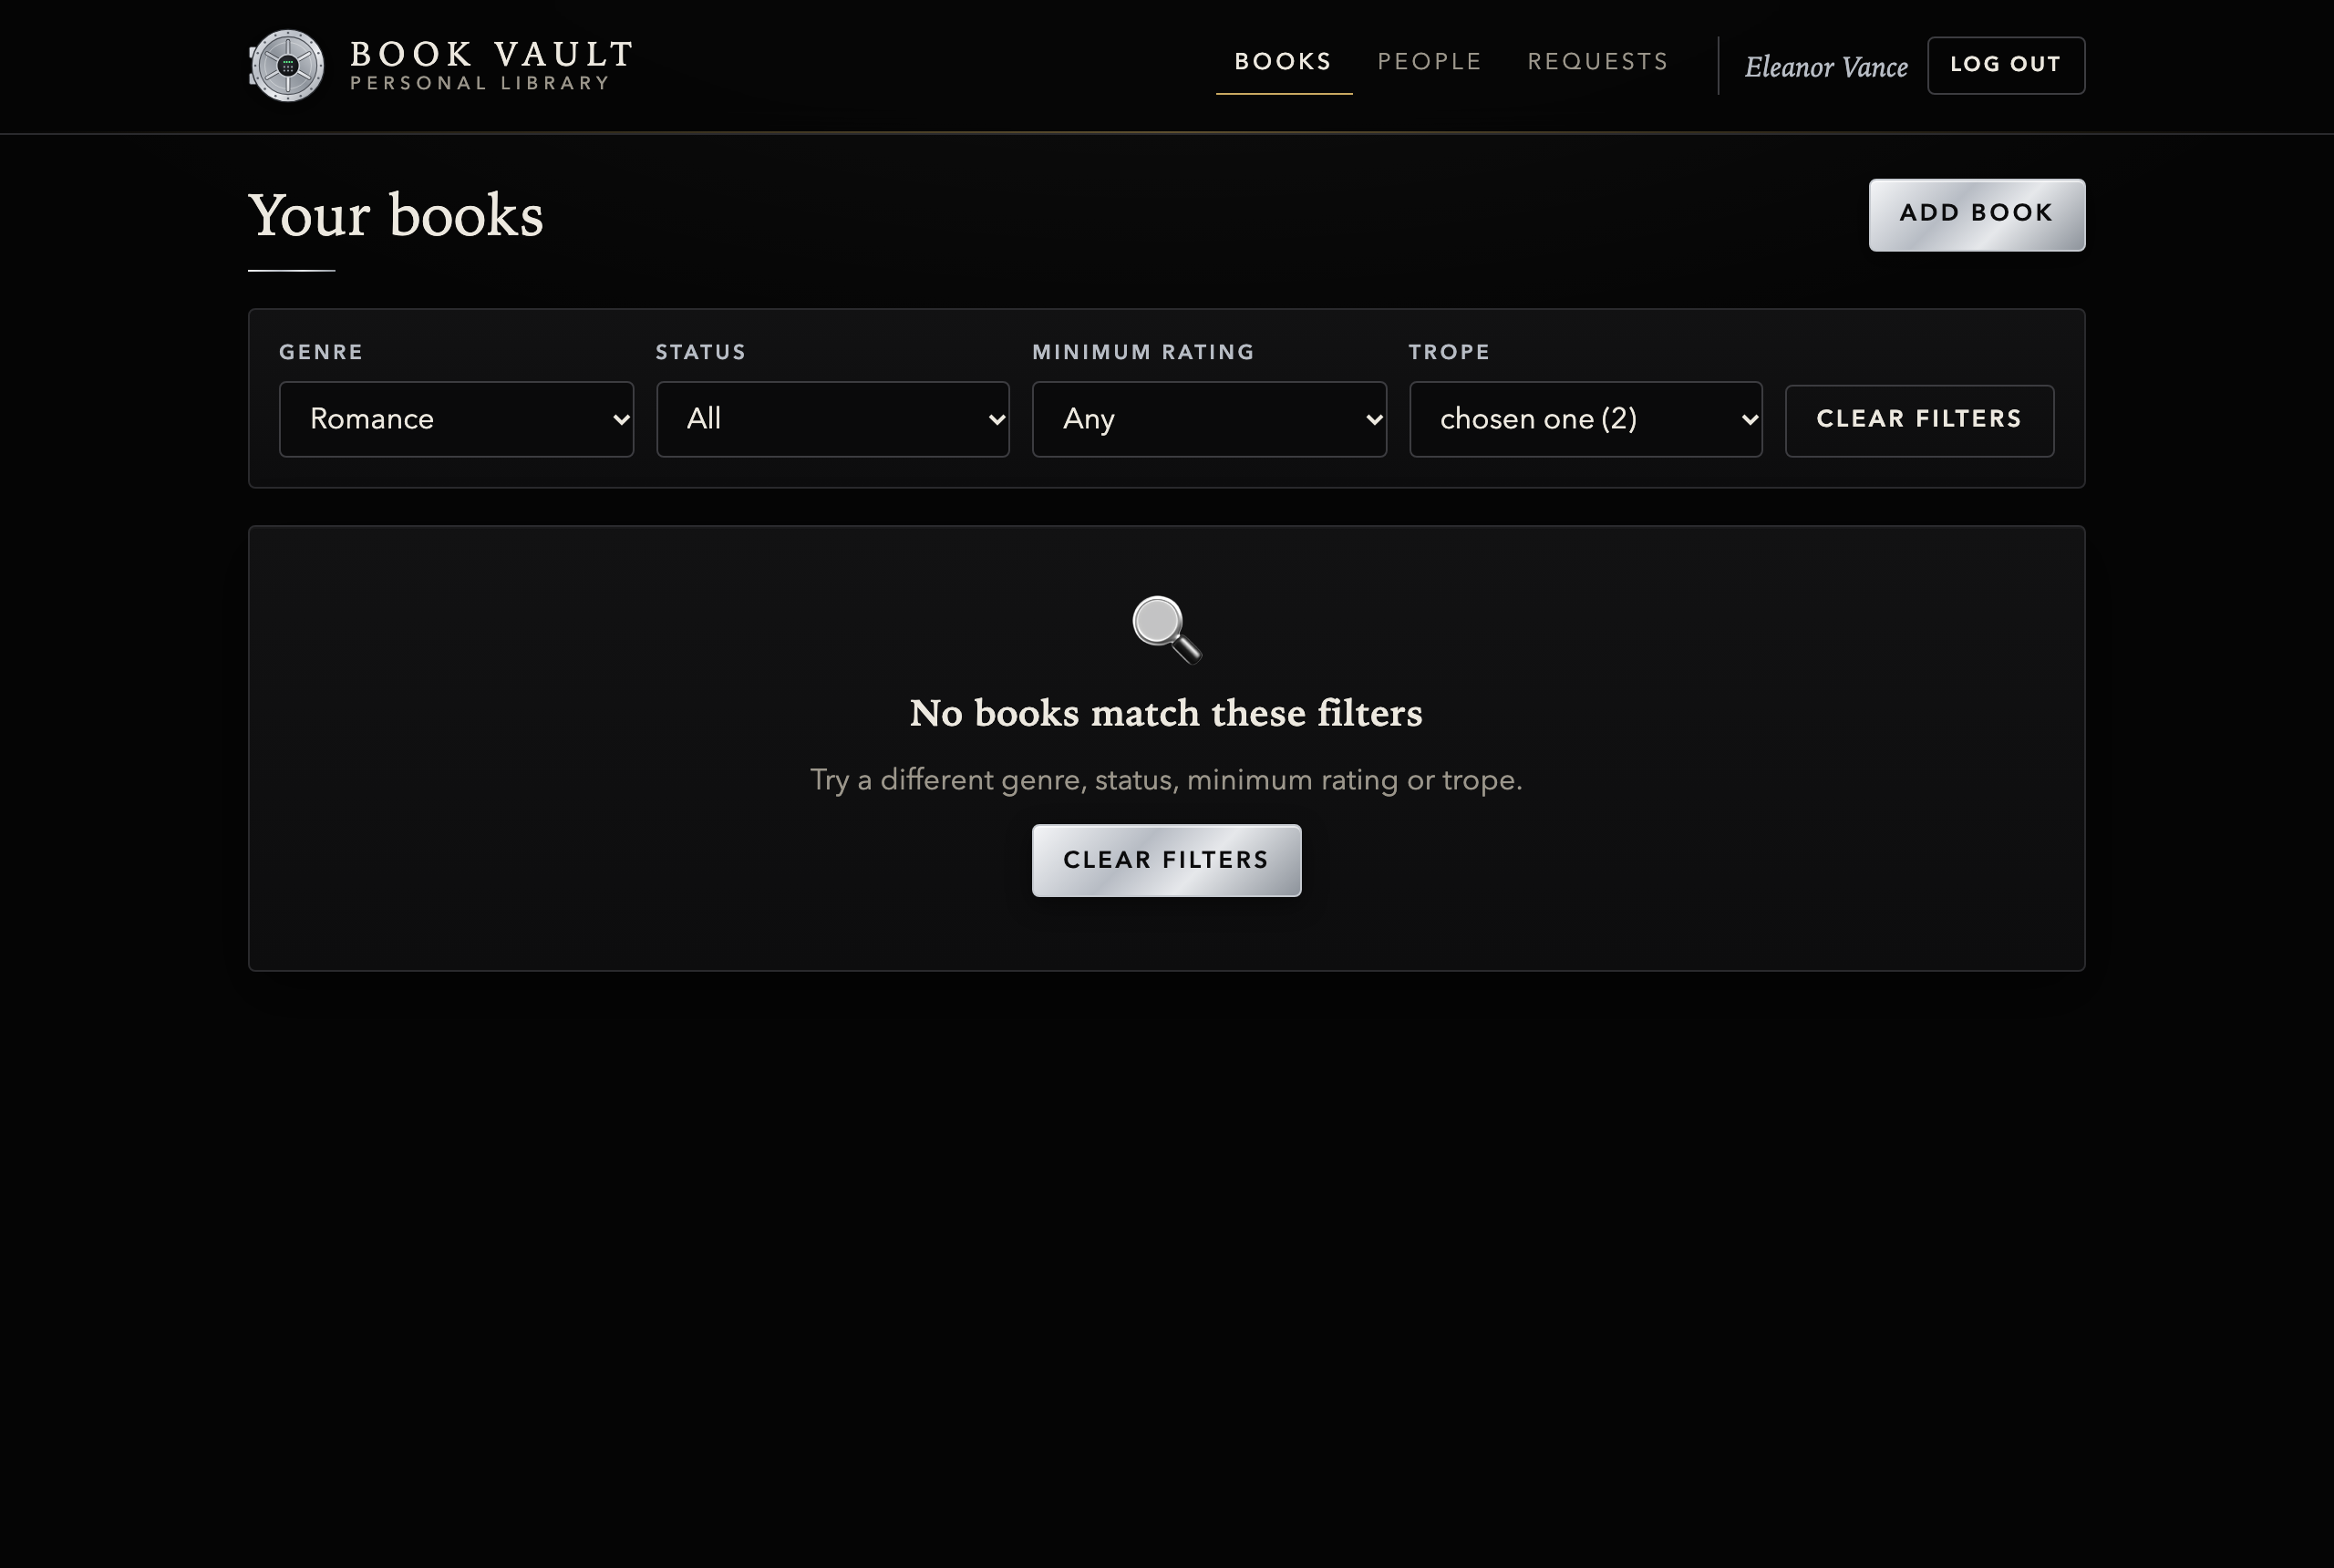 BOOK VAULT
PERSONAL LIBRARY
BOOKS PEOPLE REQUESTS Eleanor Vance LOG OUT
Your books
ADD BOOK
GENRE STATUS MINIMUM RATING TROPE
Romance All Any chosen one (2) CLEAR FILTERS
No books match these filters
Try a different genre, status, minimum rating or trope.
CLEAR FILTERS